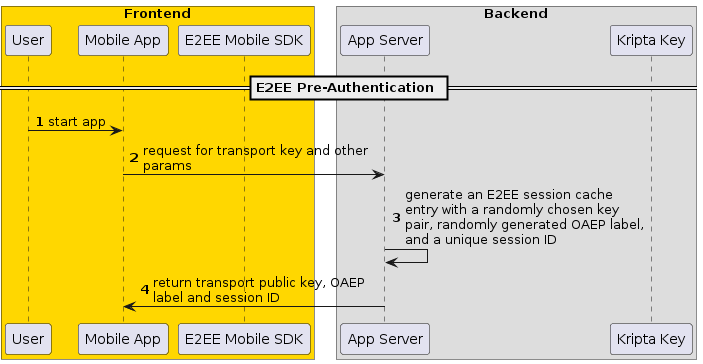 Frontend
Backend
User
Mobile App
E2EE Mobile SDK
App Server
Kripta Key
E2EE Pre-Authentication
1 start app
2 request for transport key and other
params
generate an E2EE session cache
entry with a randomly chosen key
3 pair, randomly generated OAEP label,
and a unique session ID
4 return transport public key, OAEP
label and session ID
User
Mobile App
E2EE Mobile SDK
App Server
Kripta Key